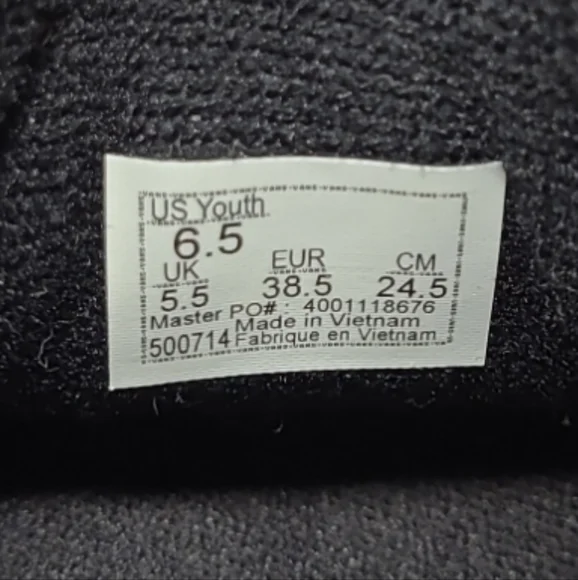 US Youth
6.5
UK EUR CM
5.5 38.5 24.5
Master PO# : 4001118676
Made in Vietnam
500714 Fabrique en Vietnam